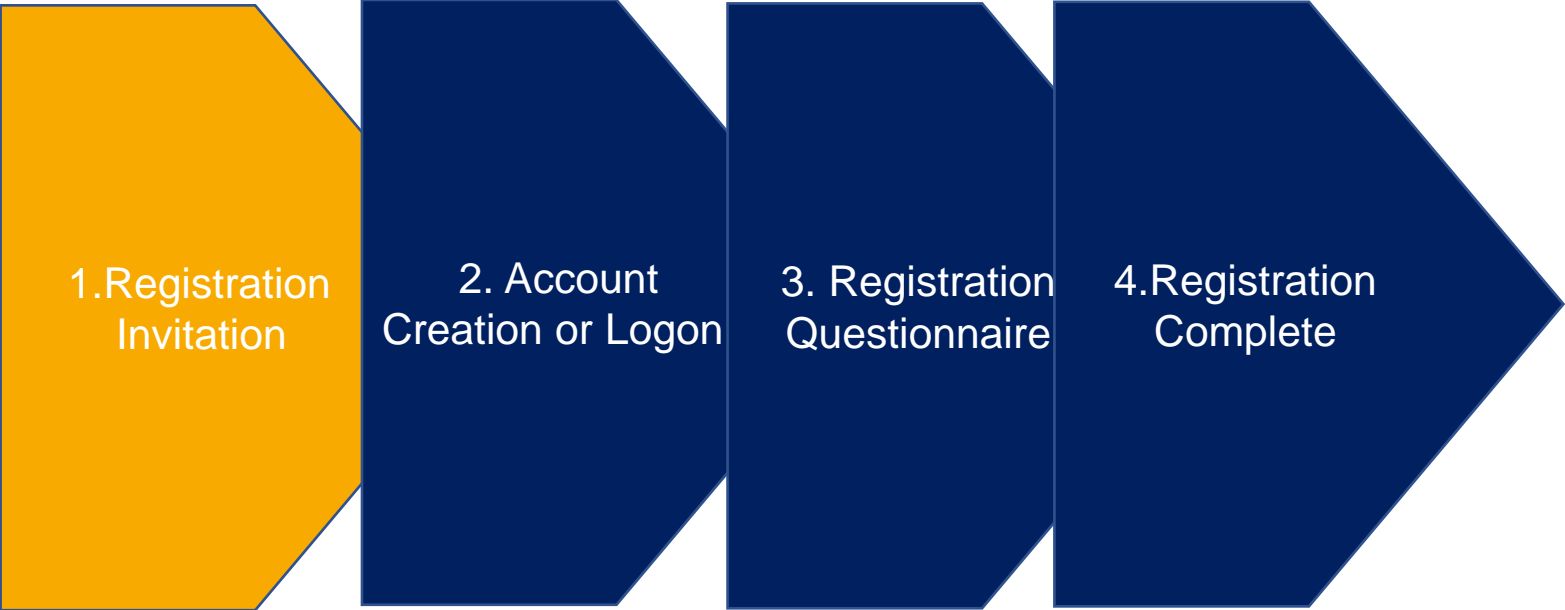 1.Registration
Invitation
2. Account
Creation or Logon
3. Registration
Questionnaire
4.Registration
Complete